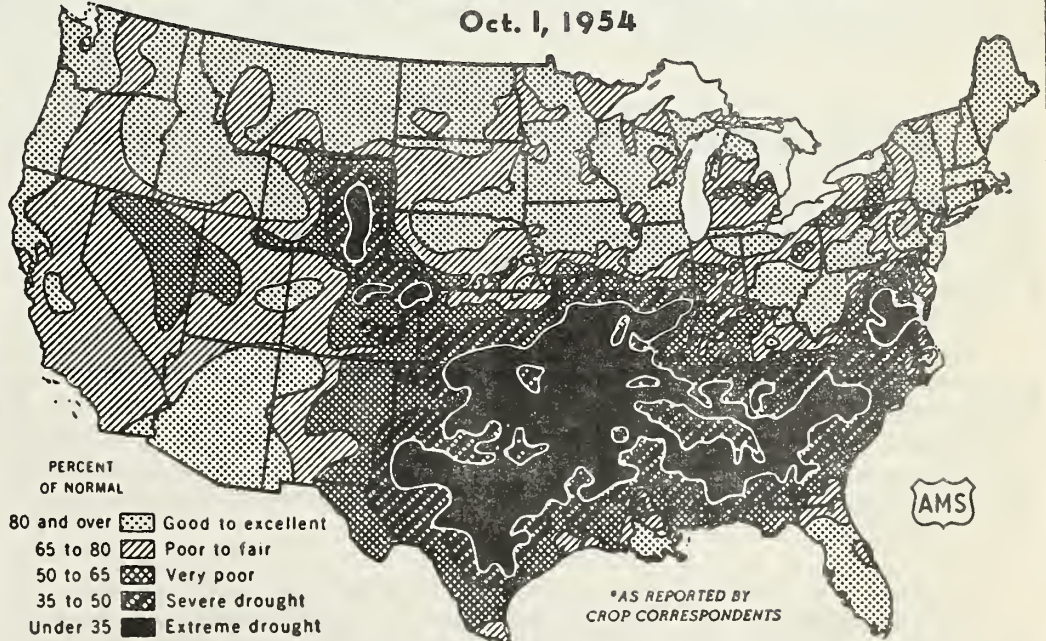 Oct. 1, 1954
PERCENT
OF NORMAL
80 and over Good to excellent
65 to 80 Poor to fair
50 to 65 Very poor
35 to 50 Severe drought
Under 35 Extreme drought
*AS REPORTED BY
CROP CORRESPONDENTS
AMS